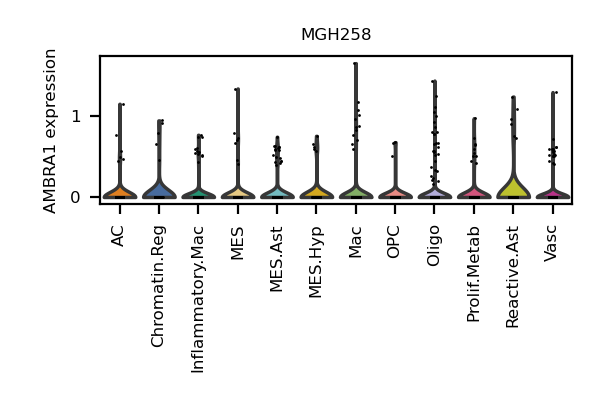 MGH258
AMBRA1 expression
1
0
AC
Chromatin.Reg
Inflammatory.Mac
MES
MES.Ast
MES.Hyp
Mac
OPC
Oligo
Prolif.Metab
Reactive.Ast
Vasc